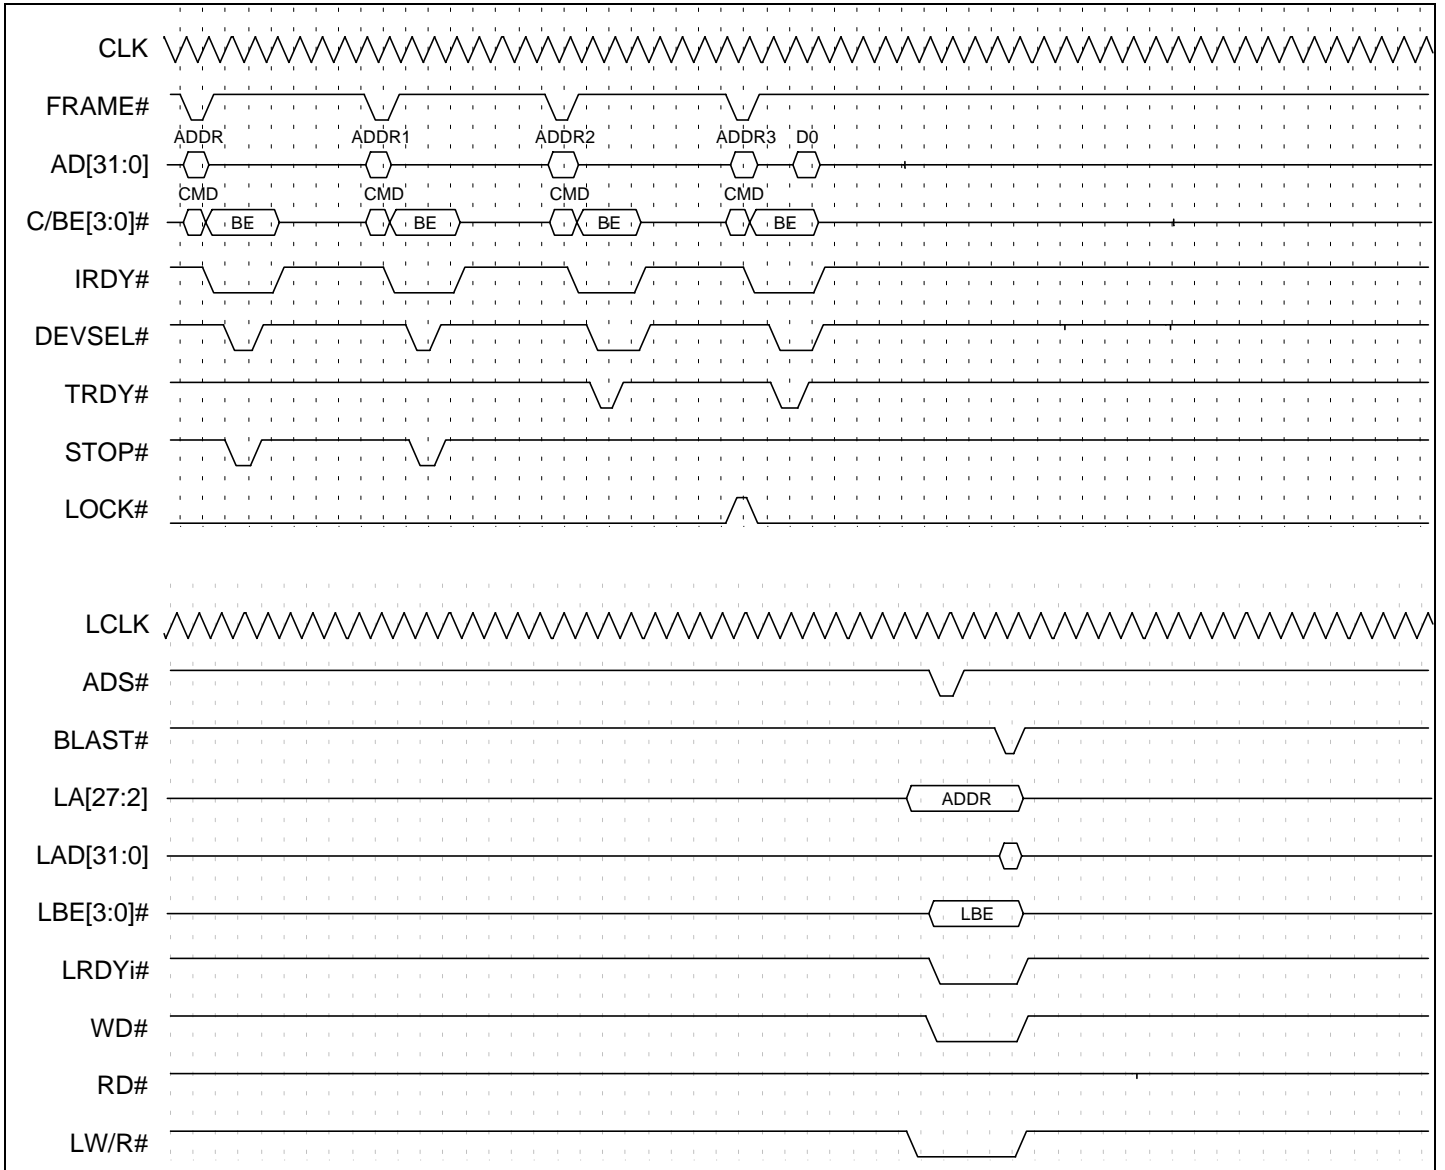 CLK
FRAME#
ADDR ADDR1 ADDR2 ADDR3 D0
AD[31:0]
CMD CMD CMD CMD
C/BE[3:0]# BE BE BE BE
IRDY#
DEVSEL#
TRDY#
STOP#
LOCK#
LCLK
ADS#
BLAST#
LA[27:2] ADDR
LAD[31:0]
LBE[3:0]# LBE
LRDYi#
WD#
RD#
LW/R#